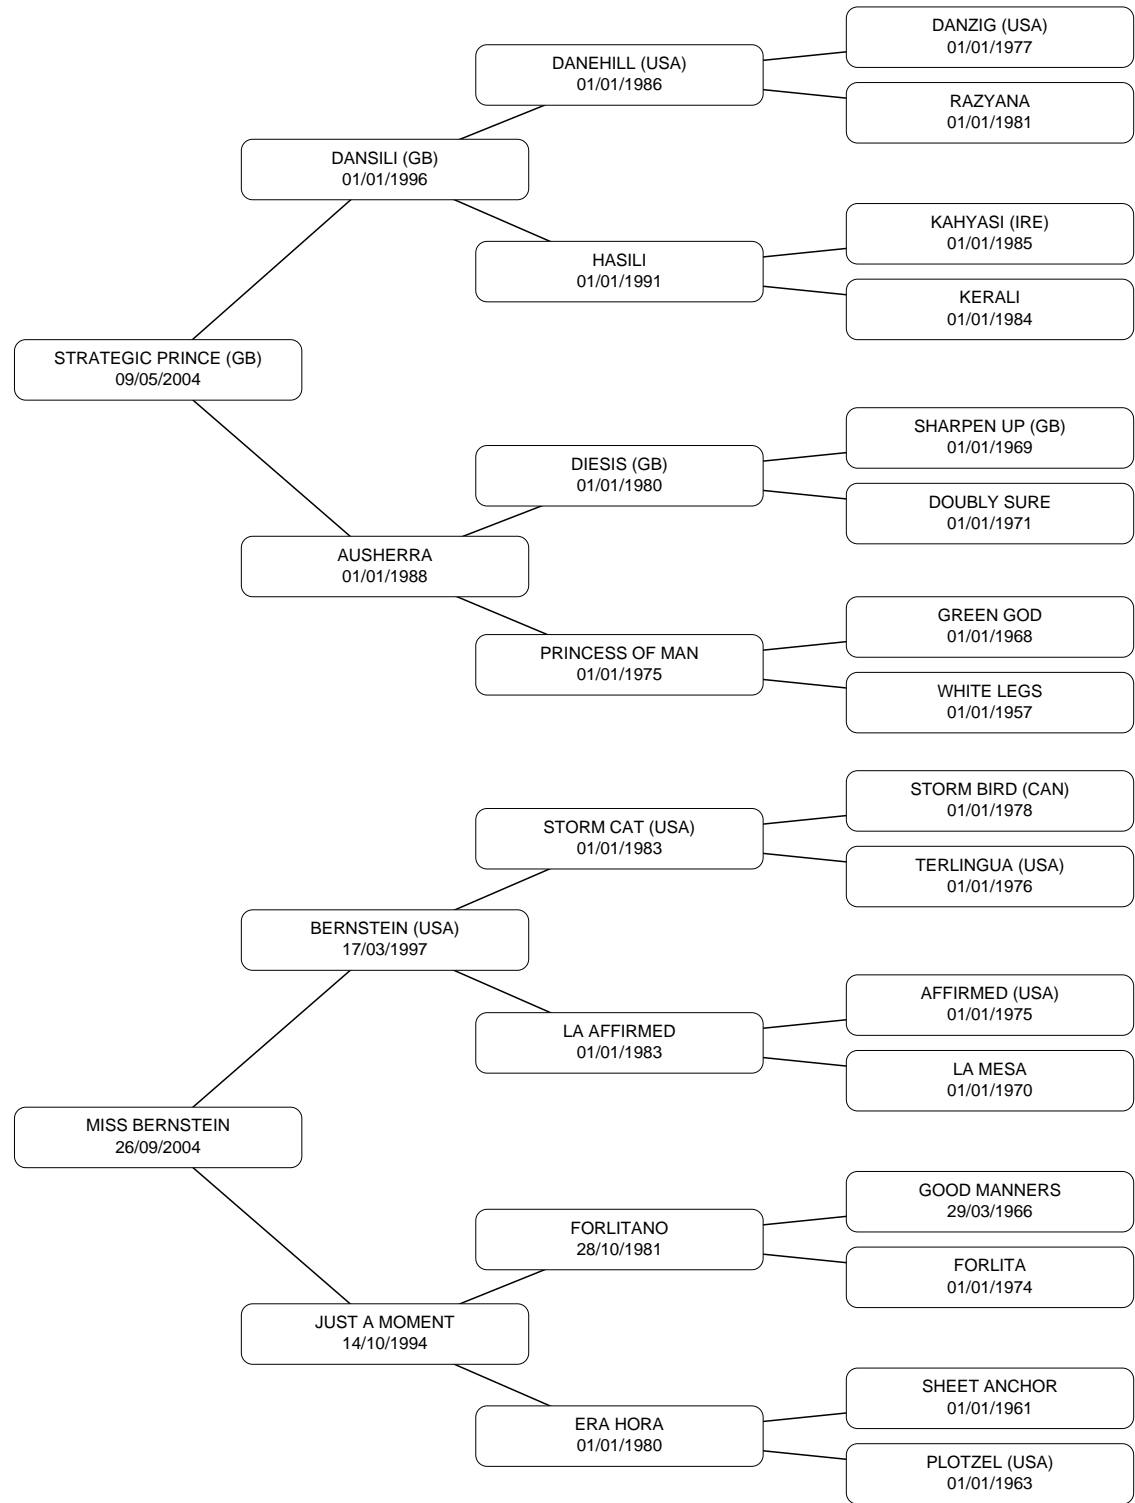 DANZIG (USA)
01/01/1977
DANEHILL (USA)
01/01/1986
RAZYANA
01/01/1981
DANSILI (GB)
01/01/1996
KAHYASI (IRE)
01/01/1985
HASILI
01/01/1991
KERALI
01/01/1984
STRATEGIC PRINCE (GB)
09/05/2004
SHARPEN UP (GB)
01/01/1969
DIESIS (GB)
01/01/1980
DOUBLY SURE
01/01/1971
AUSHERRA
01/01/1988
GREEN GOD
01/01/1968
PRINCESS OF MAN
01/01/1975
WHITE LEGS
01/01/1957
STORM BIRD (CAN)
01/01/1978
STORM CAT (USA)
01/01/1983
TERLINGUA (USA)
01/01/1976
BERNSTEIN (USA)
17/03/1997
AFFIRMED (USA)
01/01/1975
LA AFFIRMED
01/01/1983
LA MESA
01/01/1970
MISS BERNSTEIN
26/09/2004
GOOD MANNERS
29/03/1966
FORLITANO
28/10/1981
FORLITA
01/01/1974
JUST A MOMENT
14/10/1994
SHEET ANCHOR
01/01/1961
ERA HORA
01/01/1980
PLOTZEL (USA)
01/01/1963